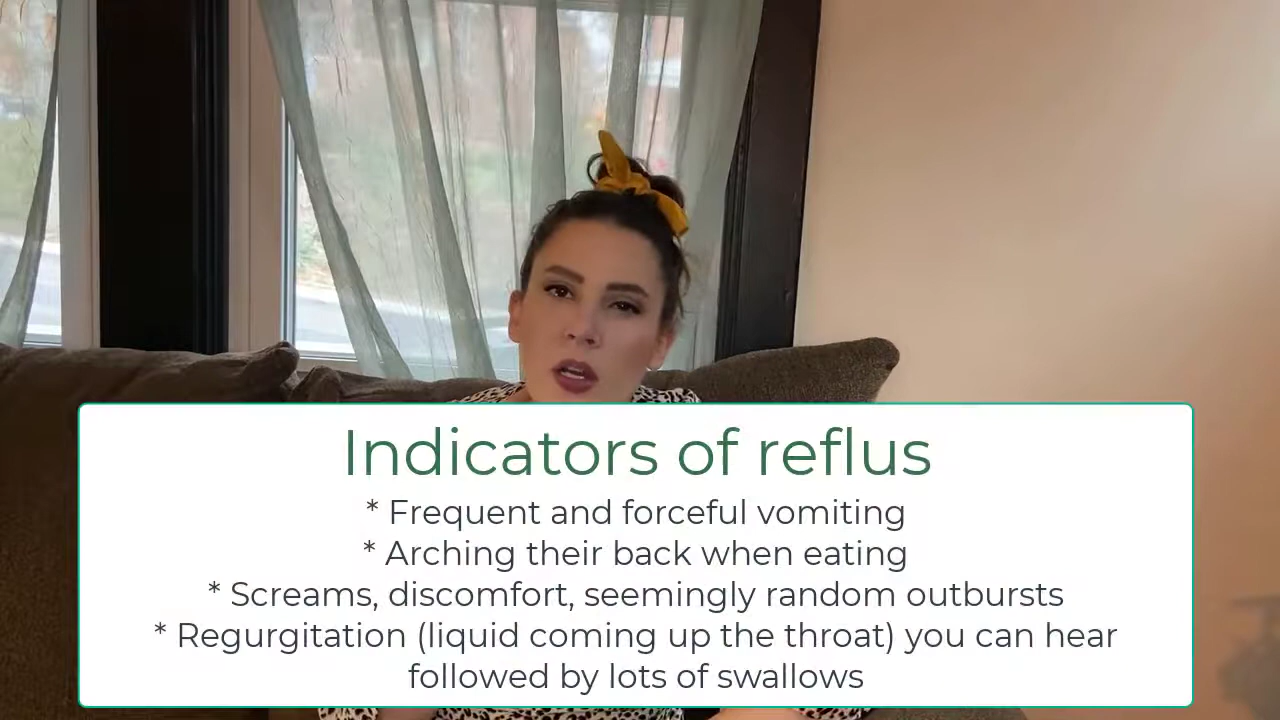 Indicators of reflus
* Frequent and forceful vomiting
* Arching their back when eating
* Screams, discomfort, seemingly random outbursts
* Regurgitation (liquid coming up the throat) you can hear
followed by lots of swallows